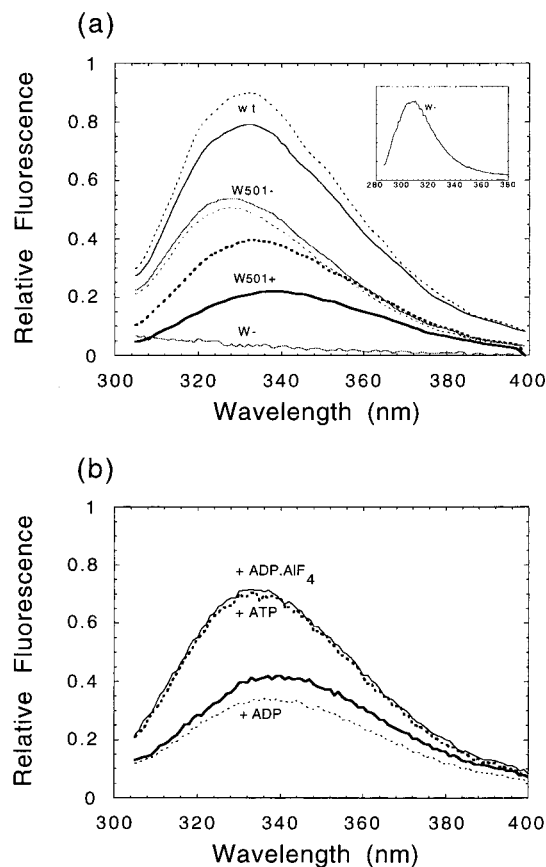 (a)
Relative Fluorescence
1
0.8
0.6
0.4
0.2
0
wt
W501-
W501+
W-
w-
280 300 320 340 360 380
300 320 340 360 380 400
Wavelength (nm)
(b)
Relative Fluorescence
1
0.8
0.6
0.4
0.2
0
+ ADP.AlF4
+ ATP
+ ADP
300 320 340 360 380 400
Wavelength (nm)